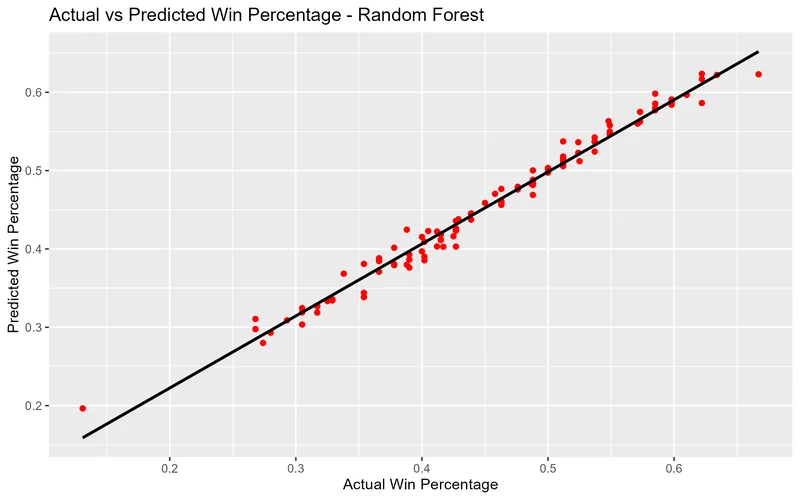 Actual vs Predicted Win Percentage - Random Forest
Predicted Win Percentage
0.6
0.5
0.4
0.3
0.2
0.2 0.3 0.4 0.5 0.6
Actual Win Percentage